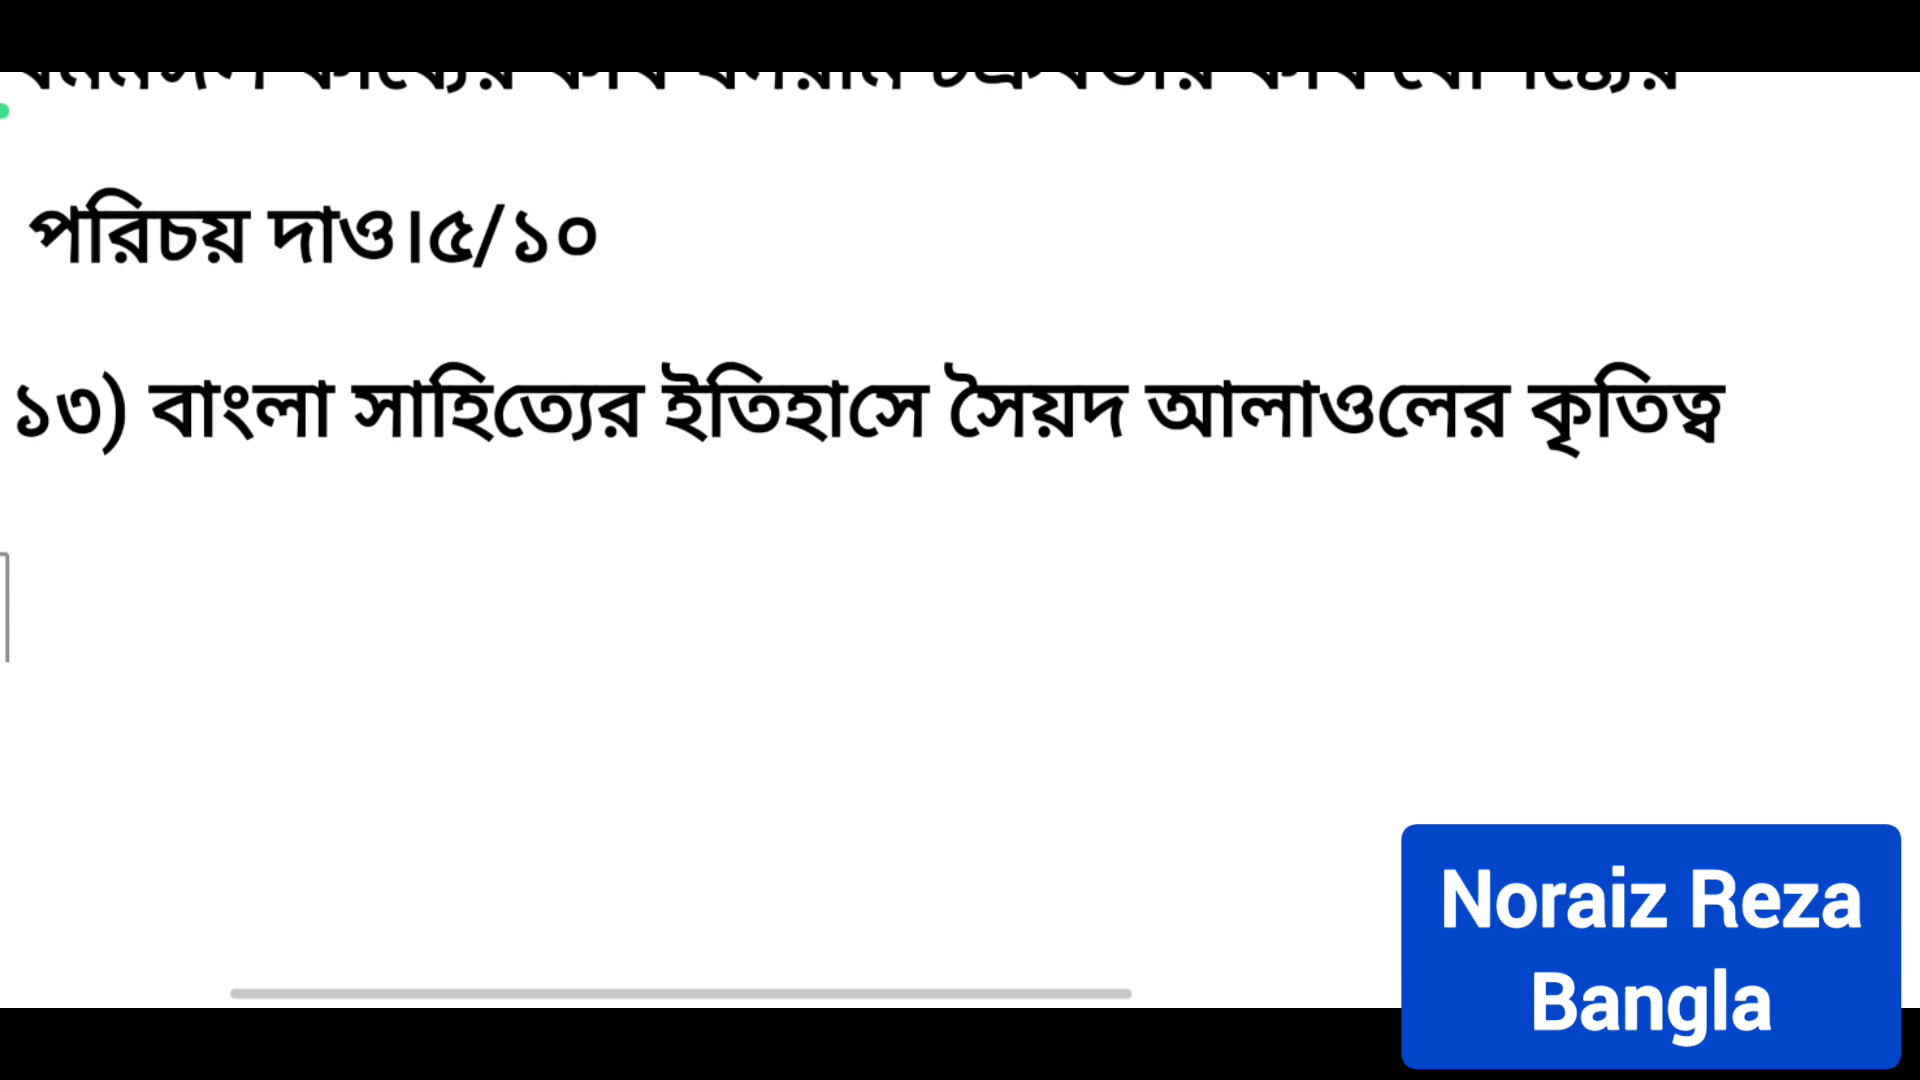 পরিচয় দাও।৫/১০
১৩) বাংলা সাহিত্যের ইতিহাসে সৈয়দ আলাওলের কৃতিত্ব
Noraiz Reza
Bangla